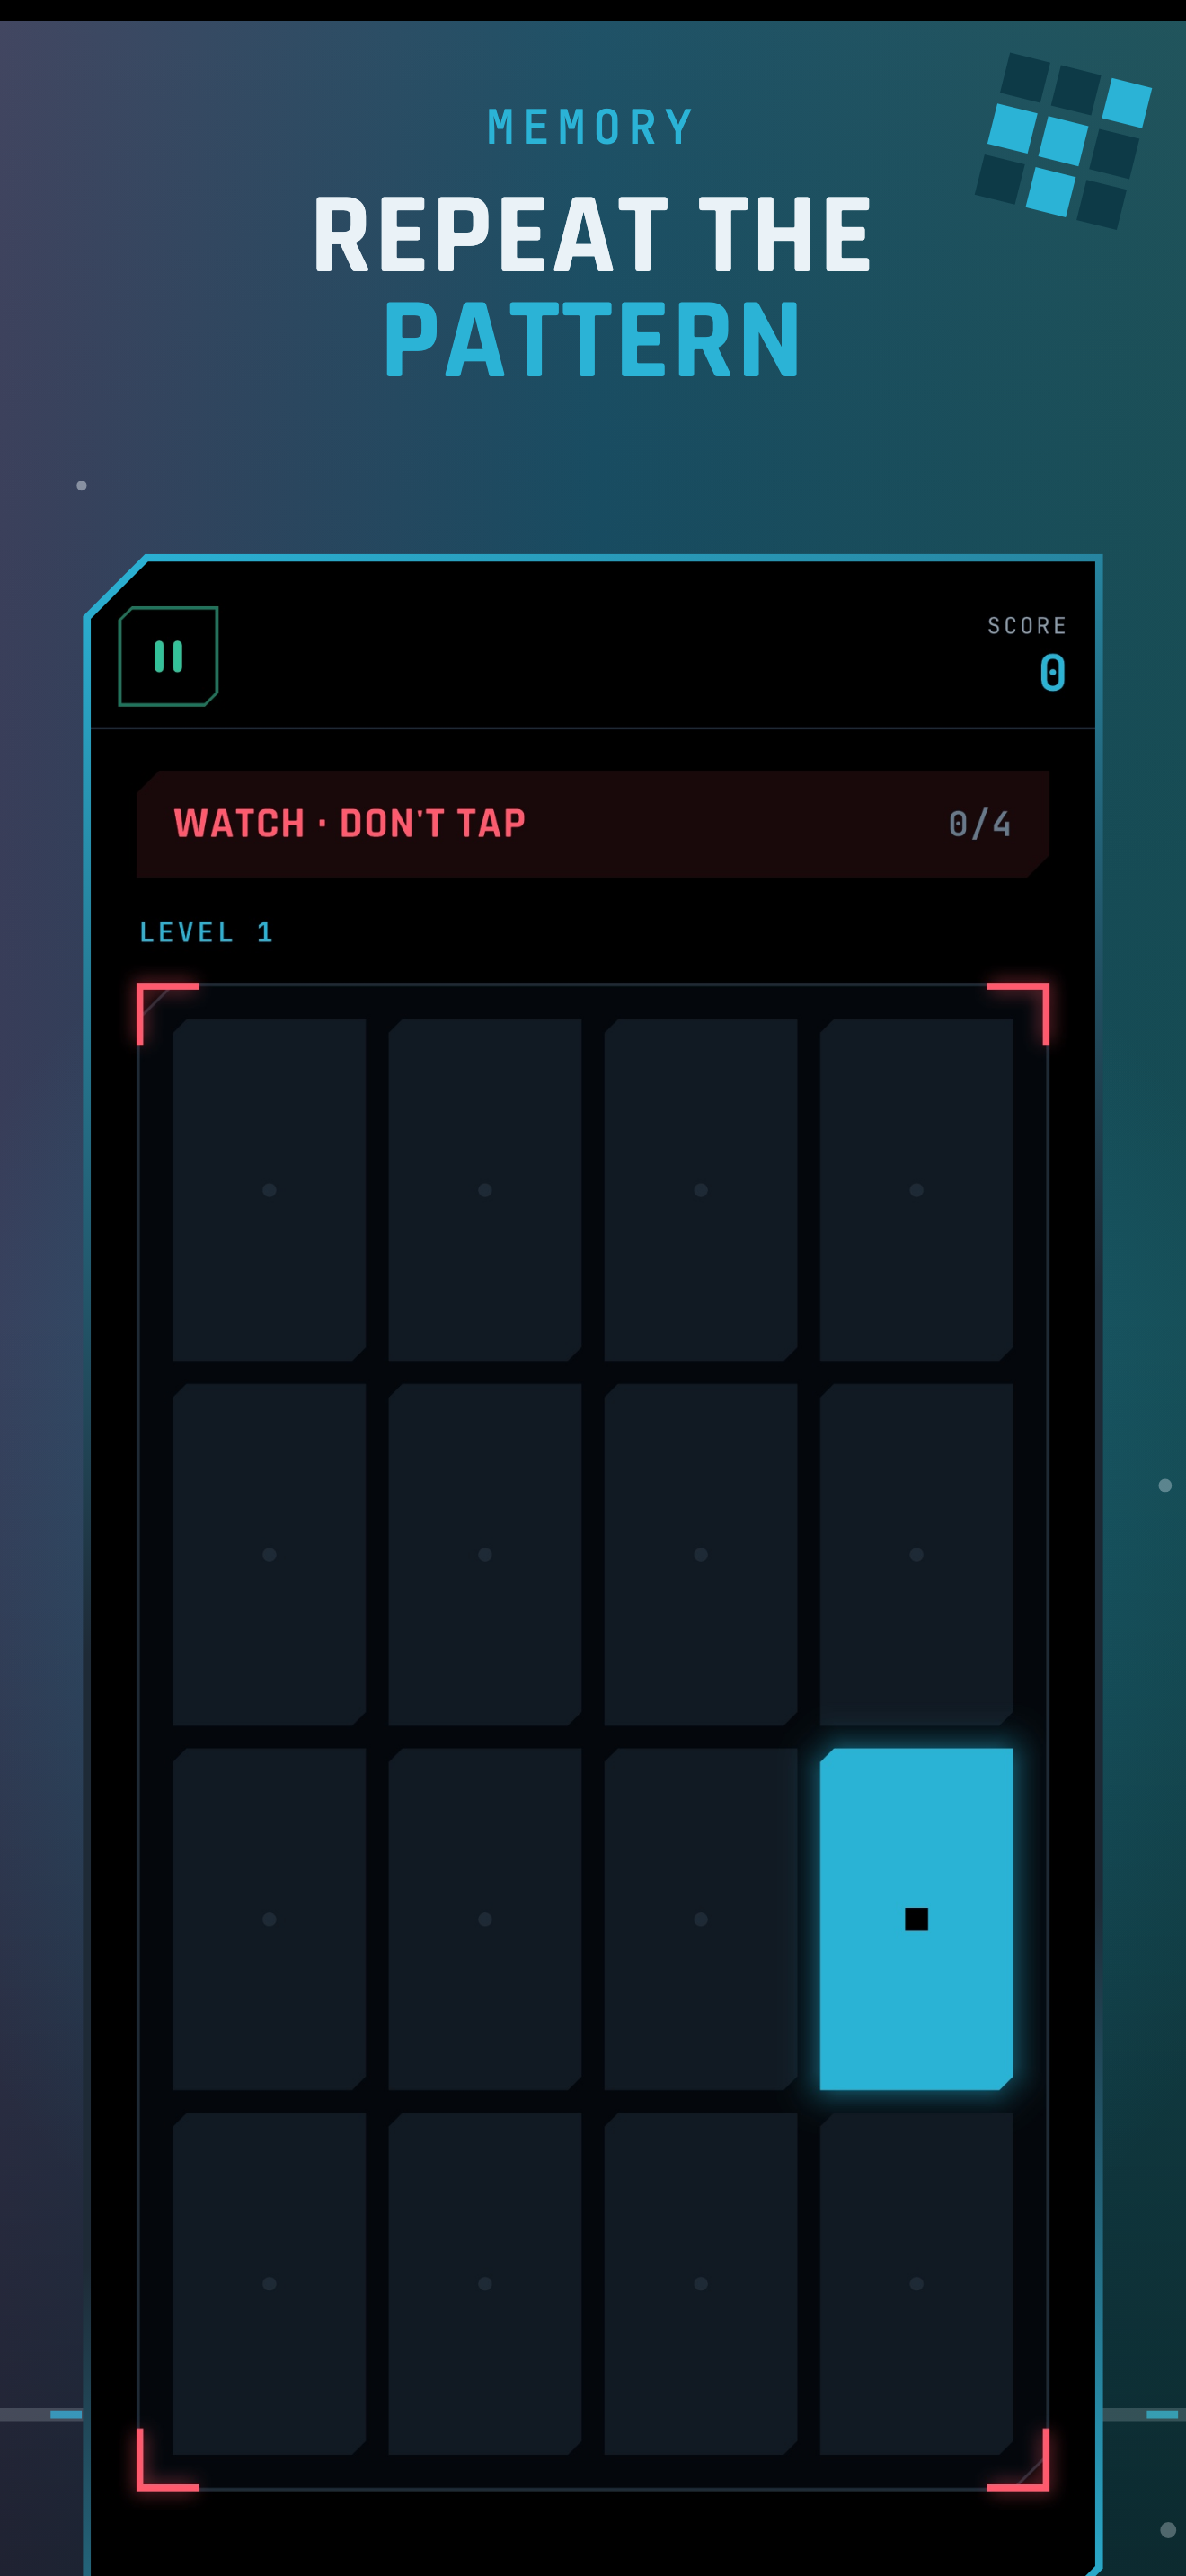 MEMORY
REPEAT THE
PATTERN
SCORE
0
WATCH · DON'T TAP 0/4
LEVEL 1